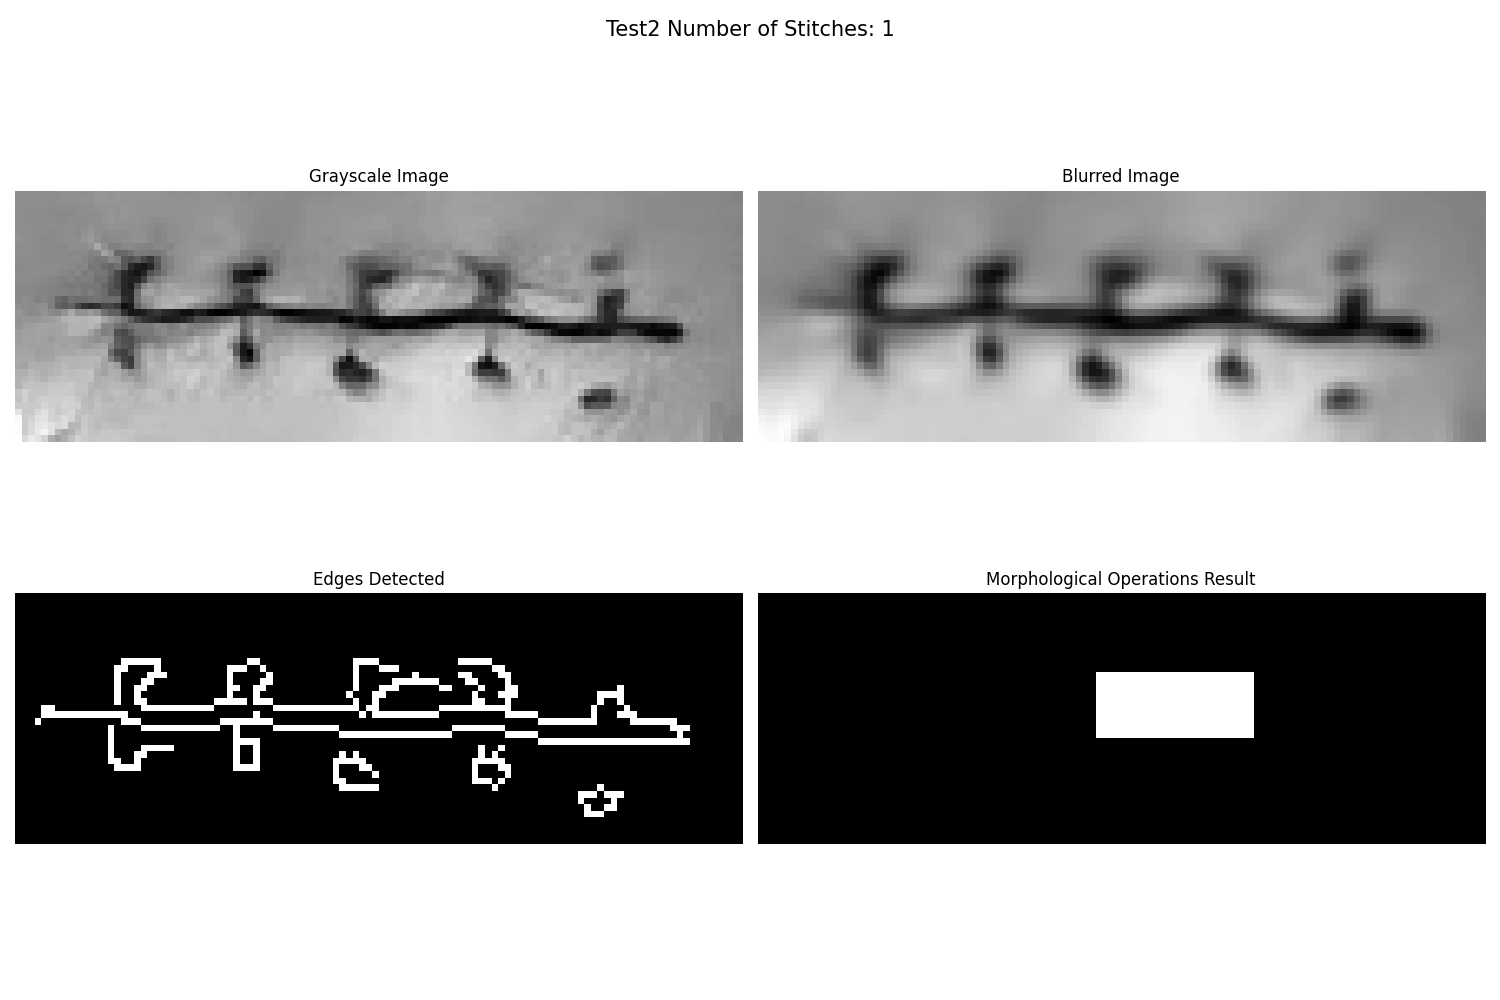 Test2 Number of Stitches: 1
Grayscale Image
Blurred Image
Edges Detected
Morphological Operations Result